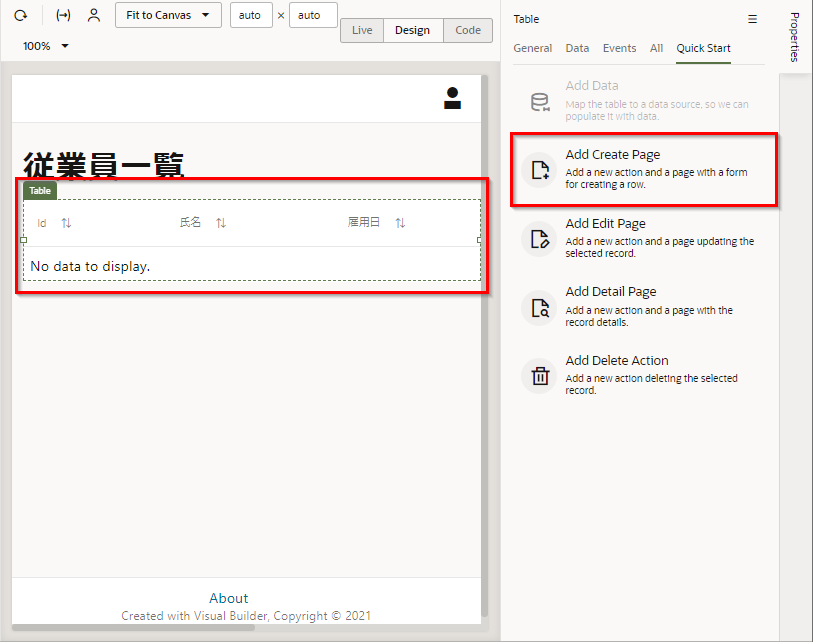 Fit to Canvas
auto × auto
Live Design Code
100%
従業員一覧
Table
Id 氏名 雇用日
No data to display.
About
Created with Visual Builder, Copyright © 2021
Table
General Data Events All Quick Start
Add Data
Map the table to a data source, so we can
populate it with data.
Add Create Page
Add a new action and a page with a form
for creating a row.
Add Edit Page
Add a new action and a page updating the
selected record.
Add Detail Page
Add a new action and a page with the
record details.
Add Delete Action
Add a new action deleting the selected
record.
Properties